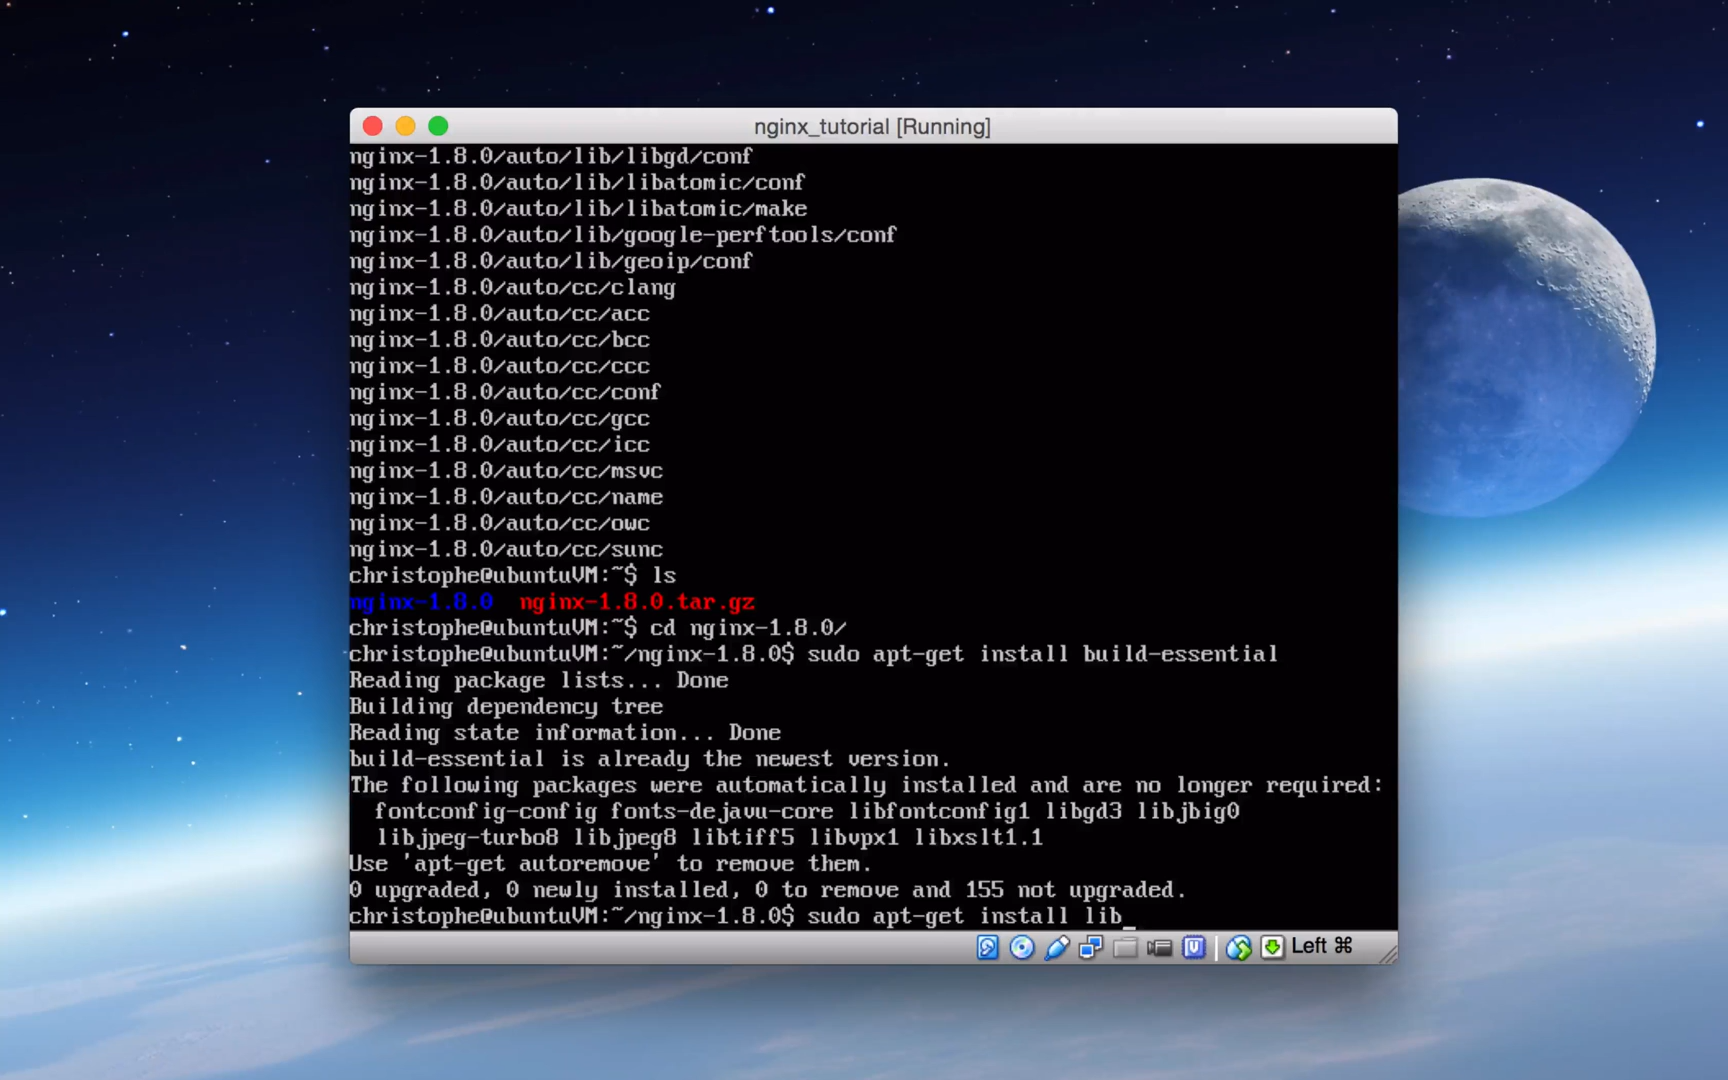 nginx_tutorial [Running]
nginx-1.8.0/auto/lib/libgd/conf
nginx-1.8.0/auto/lib/libatomic/conf
nginx-1.8.0/auto/lib/libatomic/make
nginx-1.8.0/auto/lib/google-perftools/conf
nginx-1.8.0/auto/lib/geoip/conf
nginx-1.8.0/auto/cc/clang
nginx-1.8.0/auto/cc/acc
nginx-1.8.0/auto/cc/bcc
nginx-1.8.0/auto/cc/ccc
nginx-1.8.0/auto/cc/conf
nginx-1.8.0/auto/cc/gcc
nginx-1.8.0/auto/cc/icc
nginx-1.8.0/auto/cc/msvc
nginx-1.8.0/auto/cc/name
nginx-1.8.0/auto/cc/owc
nginx-1.8.0/auto/cc/sunc
christophe@ubuntuVM:~$ ls
nginx-1.8.0  nginx-1.8.0.tar.gz
christophe@ubuntuVM:~$ cd nginx-1.8.0/
christophe@ubuntuVM:~/nginx-1.8.0$ sudo apt-get install build-essential
Reading package lists... Done
Building dependency tree
Reading state information... Done
build-essential is already the newest version.
The following packages were automatically installed and are no longer required:
  fontconfig-config fonts-dejavu-core libfontconfig1 libgd3 libjbig0
  libjpeg-turbo8 libjpeg8 libtiff5 libvpx1 libxslt1.1
Use 'apt-get autoremove' to remove them.
0 upgraded, 0 newly installed, 0 to remove and 155 not upgraded.
christophe@ubuntuVM:~/nginx-1.8.0$ sudo apt-get install lib_
Left ⌘